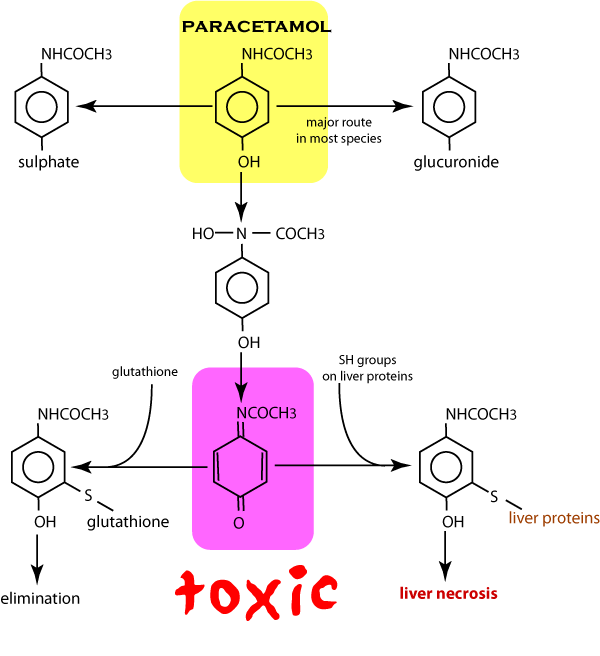 PARACETAMOL
NHCOCH3
NHCOCH3
NHCOCH3
major route
in most species
sulphate
OH
glucuronide
HO N COCH3
OH
glutathione
SH groups
on liver proteins
NHCOCH3
NCOCH3
NHCOCH3
S
glutathione
OH
O
S
liver proteins
OH
elimination
toxic
liver necrosis